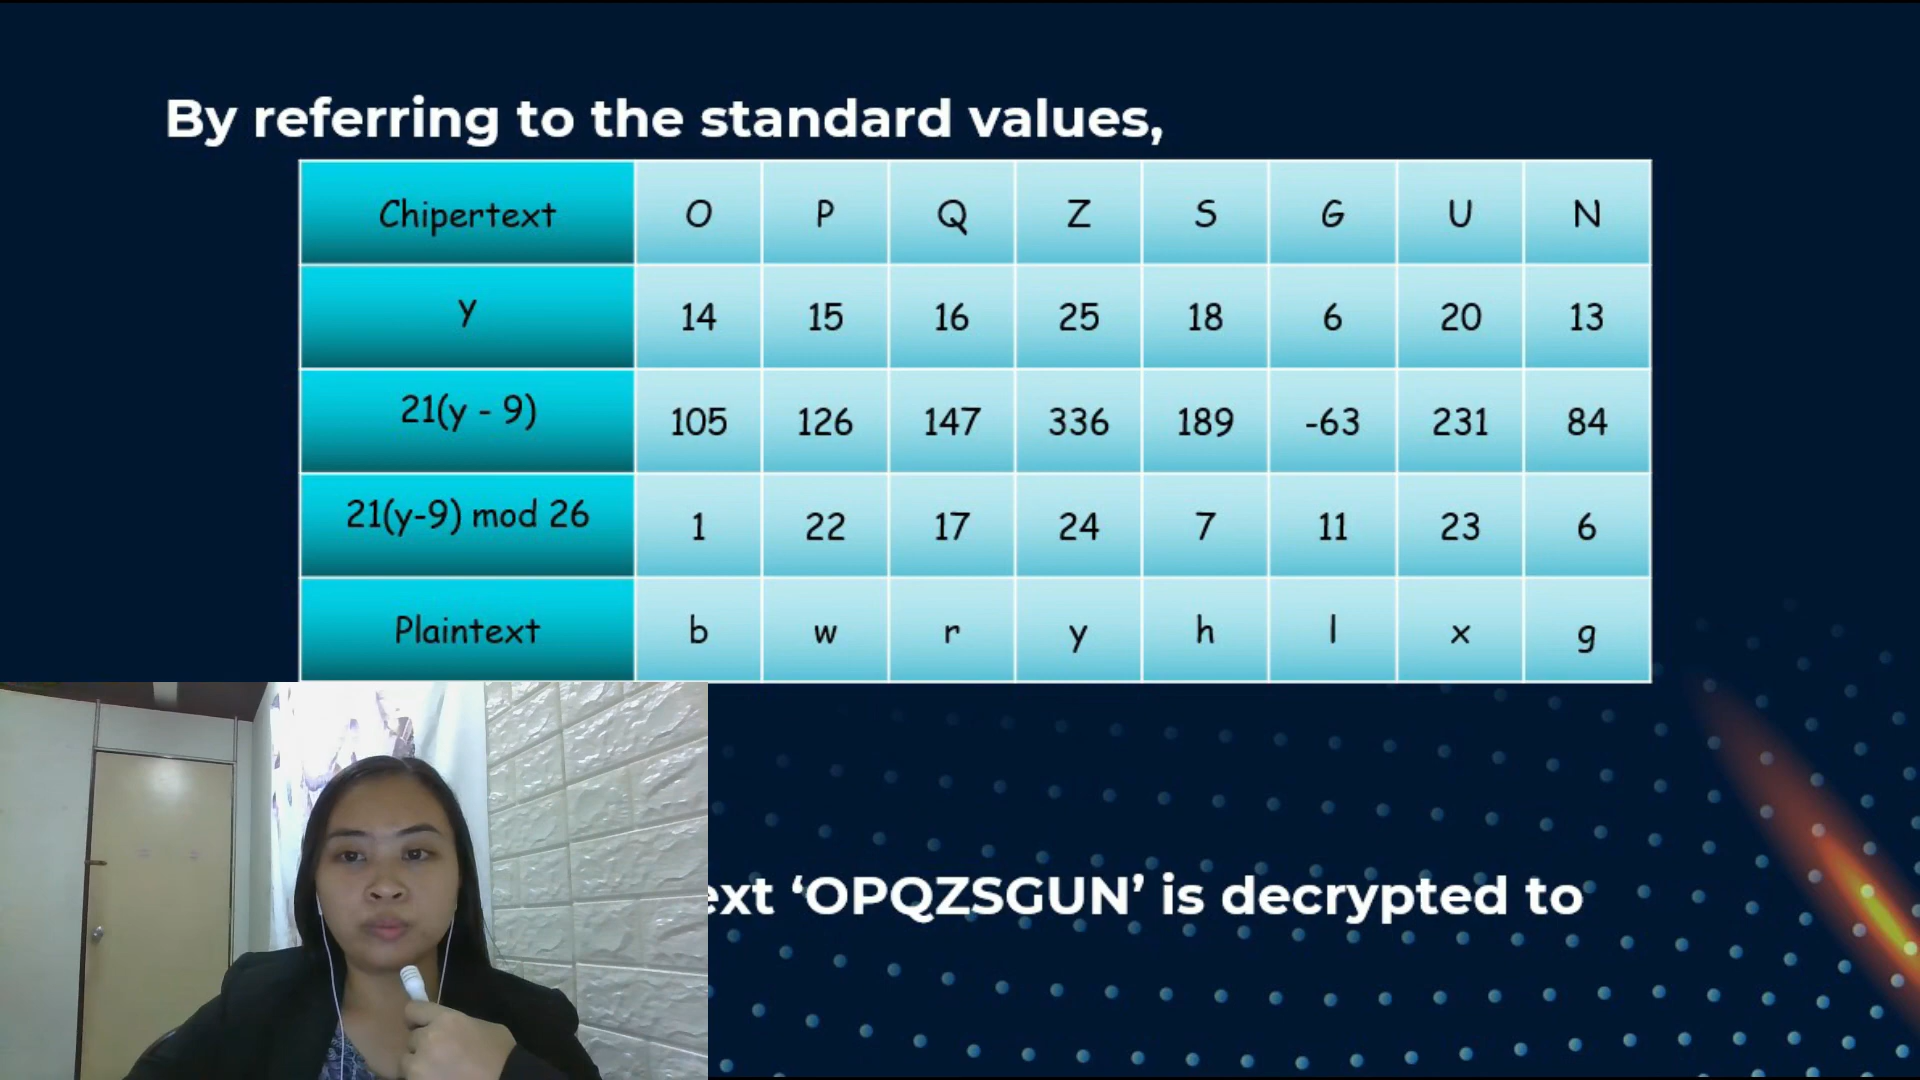 By referring to the standard values,
Chipertext O P Q Z S G U N
y 14 15 16 25 18 6 20 13
21(y - 9) 105 126 147 336 189 -63 231 84
21(y-9) mod 26 1 22 17 24 7 11 23 6
Plaintext b w r y h l x g
‘OPQZSGUN’ is decrypted to